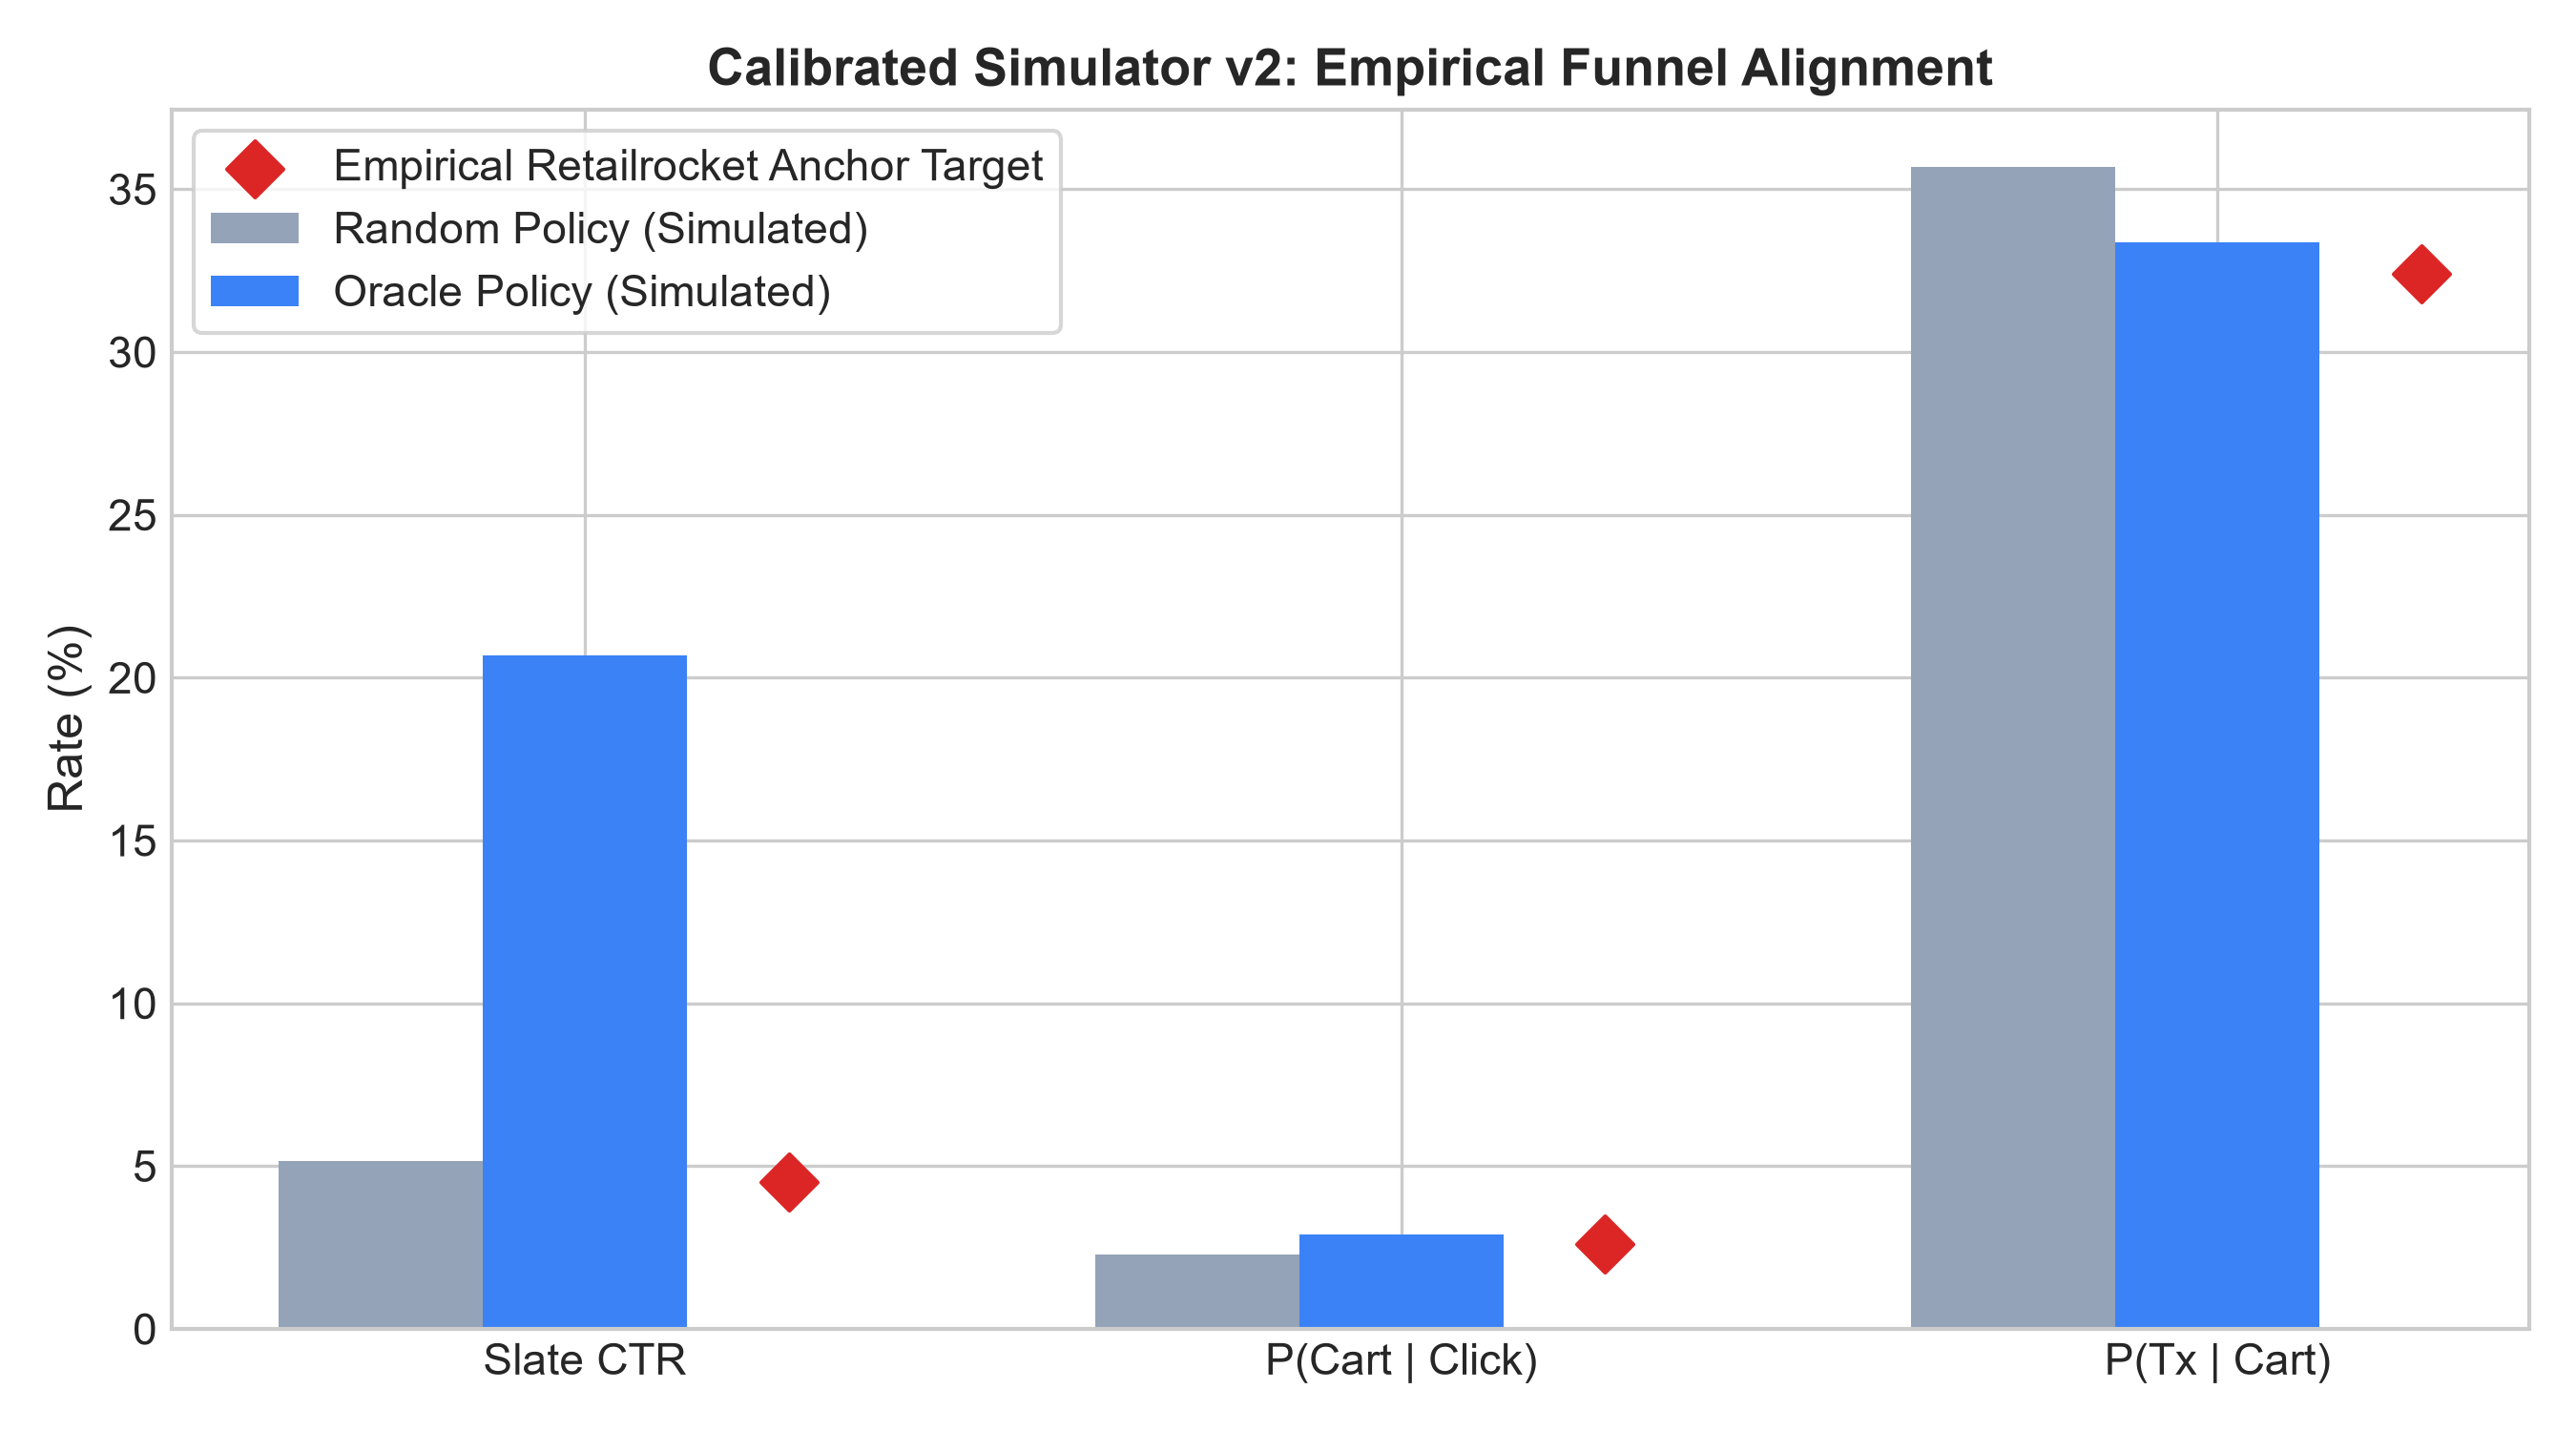 Calibrated Simulator v2: Empirical Funnel Alignment
Empirical Retailrocket Anchor Target
Random Policy (Simulated)
Oracle Policy (Simulated)
Rate (%)
35
30
25
20
15
10
5
0
Slate CTR
P(Cart | Click)
P(Tx | Cart)